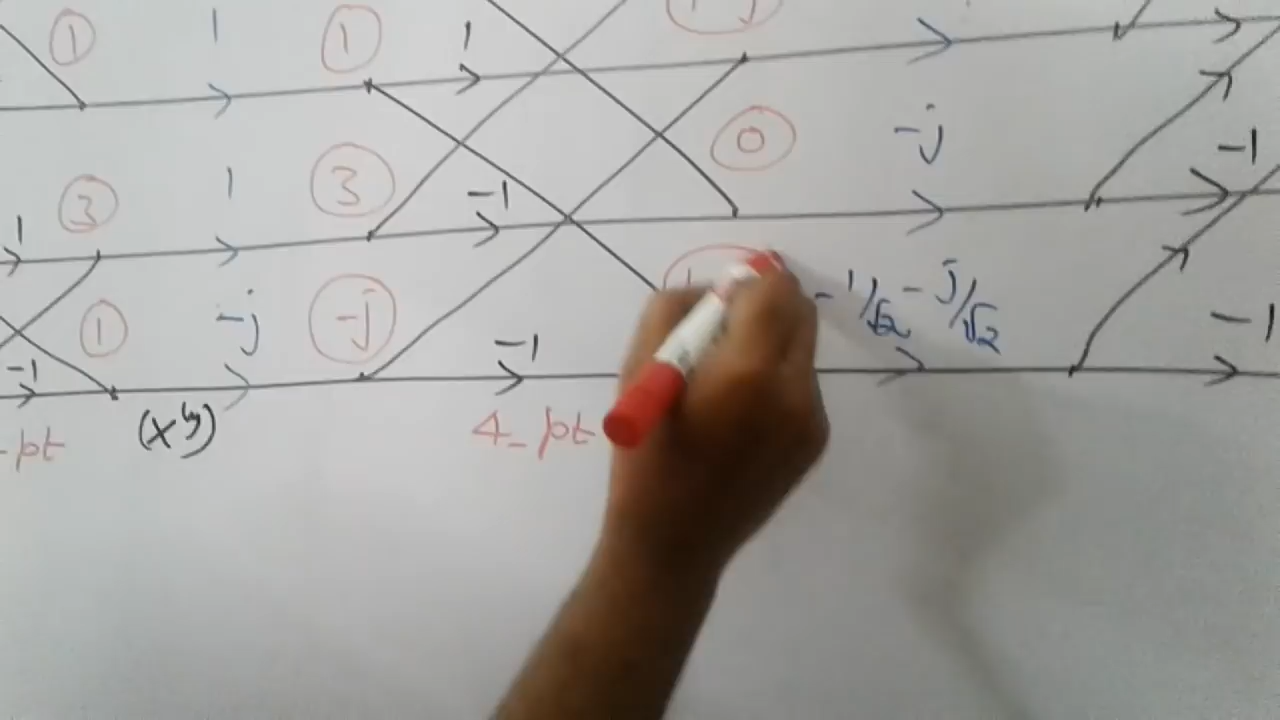 1 1 1 1
3 1 3 -1 0 -j -1
1
-1 1 -j -j -1 -1/√2 -j/√2 -1
-pt (x⁽ʸ⁾) 4-pt